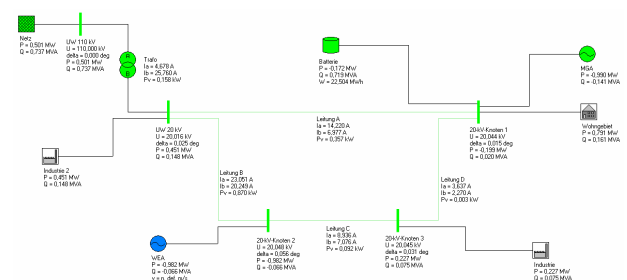 Netz
P = 0,501 MW
Q = 0,737 MVA
UW 110 kV
U = 110,000 kV
delta = 0,000 deg
P = 0,501 MW
Q = 0,737 MVA
A
B
Trafo
Ia = 4,678 A
Ib = 25,760 A
Pv = 0,158 kW
Batterie
P = -0,172 MW
Q = 0,719 MVA
W = 22,504 MWh
MGA
P = -0,990 MW
Q = -0,141 MVA
Leitung A
Ia = 14,220 A
Ib = 6,977 A
Pv = 0,357 kW
Wohngebiet
P = 0,791 MW
Q = 0,161 MVA
UW 20 kV
U = 20,016 kV
delta = 0,025 deg
P = 0,451 MW
Q = 0,148 MVA
20-kV-Knoten 1
U = 20,044 kV
delta = 0,015 deg
P = -0,199 MW
Q = 0,020 MVA
Industrie 2
P = 0,451 MW
Q = 0,148 MVA
Leitung B
Ia = 23,051 A
Ib = 20,249 A
Pv = 0,870 kW
Leitung D
Ia = 3,637 A
Ib = 2,270 A
Pv = 0,003 kW
Leitung C
Ia = 8,936 A
Ib = 7,076 A
Pv = 0,092 kW
WEA
P = -0,982 MW
Q = -0,066 MVA
v = n. def. m/s
20-kV-Knoten 2
U = 20,048 kV
delta = 0,056 deg
P = -0,982 MW
Q = -0,066 MVA
20-kV-Knoten 3
U = 20,045 kV
delta = 0,031 deg
P = 0,227 MW
Q = 0,075 MVA
Industrie
P = 0,227 MW
Q = 0,075 MVA